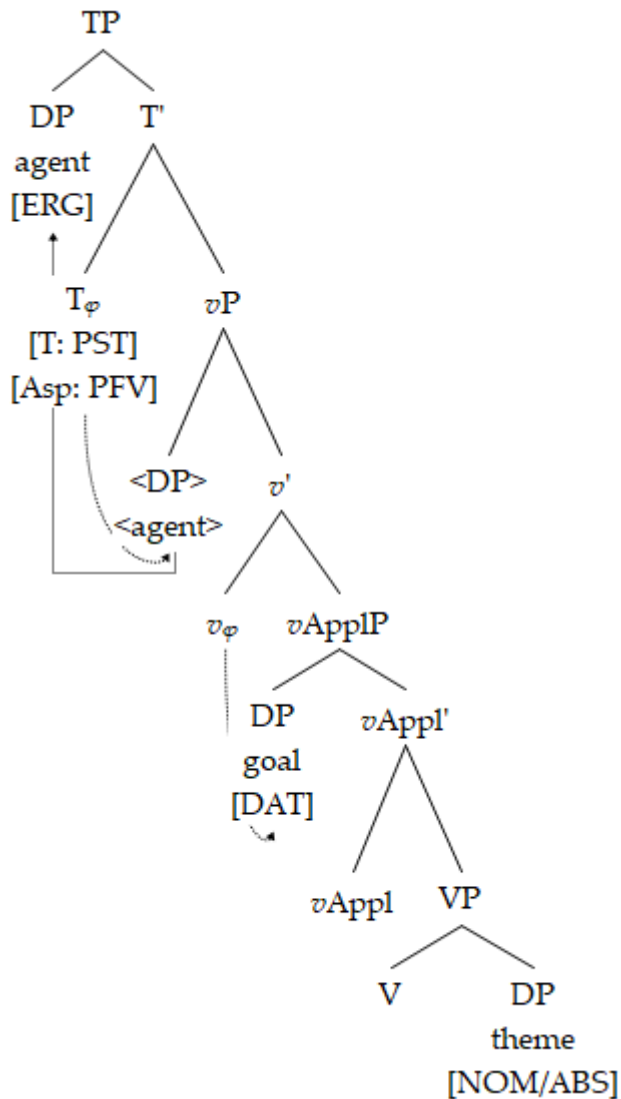 TP
DP T'
agent
[ERG]
T𝜑 vP
[T: PST]
[Asp: PFV]
<DP> v'
<agent>
v𝜑 vApplP
DP vAppl'
goal
[DAT]
vAppl VP
V DP
theme
[NOM/ABS]